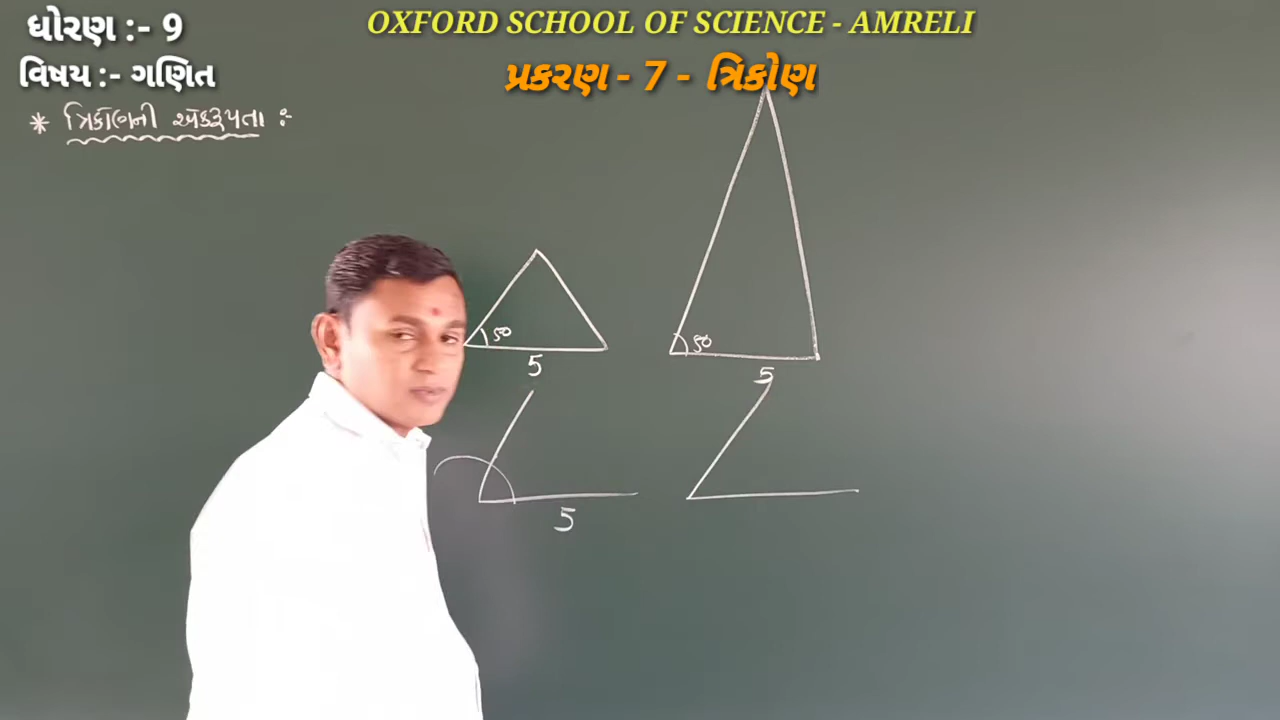 ધોરણ :- 9
વિષય :- ગણિત
OXFORD SCHOOL OF SCIENCE - AMRELI
પ્રકરણ - 7 - ત્રિકોણ
* ત્રિકોણની એકરૂપતા :-
50
5
50
5
5